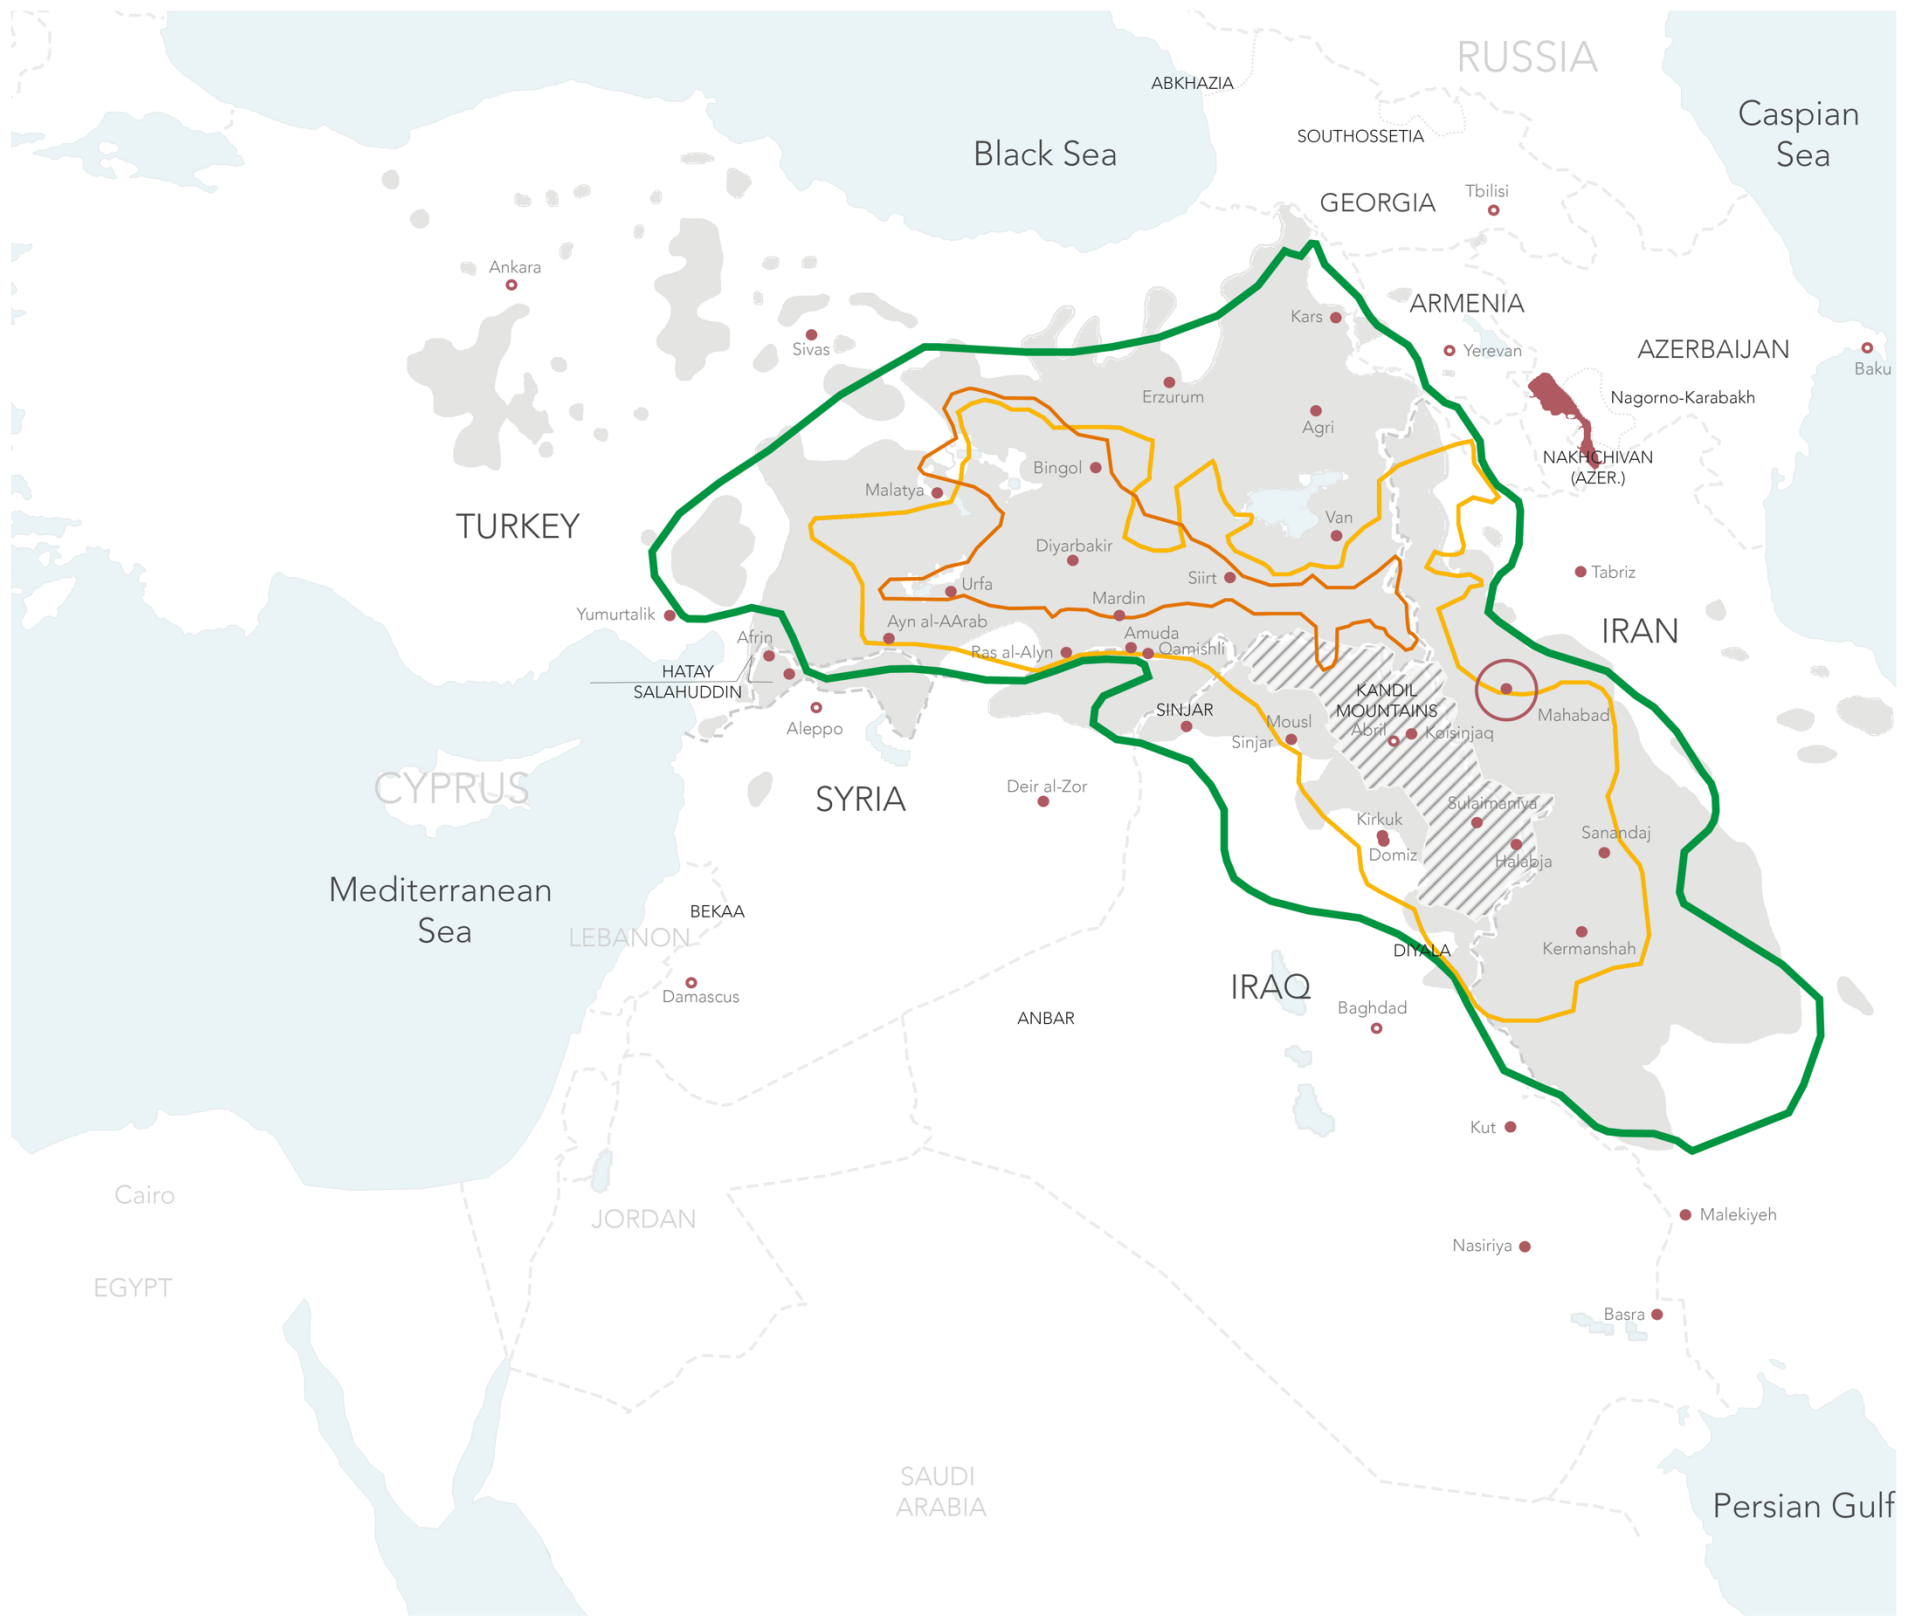 RUSSIA
ABKHAZIA
Caspian
Sea
SOUTHOSSETIA
Black Sea
Tbilisi
GEORGIA
Ankara
ARMENIA
Kars
Sivas
Yerevan
AZERBAIJAN
Baku
Erzurum
Nagorno-Karabakh
Agri
NAKHCHIVAN
(AZER.)
Bingol
Malatya
TURKEY
Van
Diyarbakir
Siirt
Tabriz
Urfa
Mardin
Yumurtalik
Ayn al-AArab
IRAN
Afrin
Amuda
Ras al-Alyn
Qamishli
HATAY
SALAHUDDIN
KANDIL
MOUNTAINS
SINJAR
Mahabad
Aleppo
Mousl
Abril
Koisinjaq
Sinjar
CYPRUS
SYRIA
Deir al-Zor
Sulaimaniya
Kirkuk
Sanandaj
Domiz
Halabja
Mediterranean
Sea
BEKAA
LEBANON
DIYALA
Kermanshah
IRAQ
Damascus
Baghdad
ANBAR
Kut
Cairo
JORDAN
Malekiyeh
Nasiriya
EGYPT
Basra
SAUDI
ARABIA
Persian Gulf